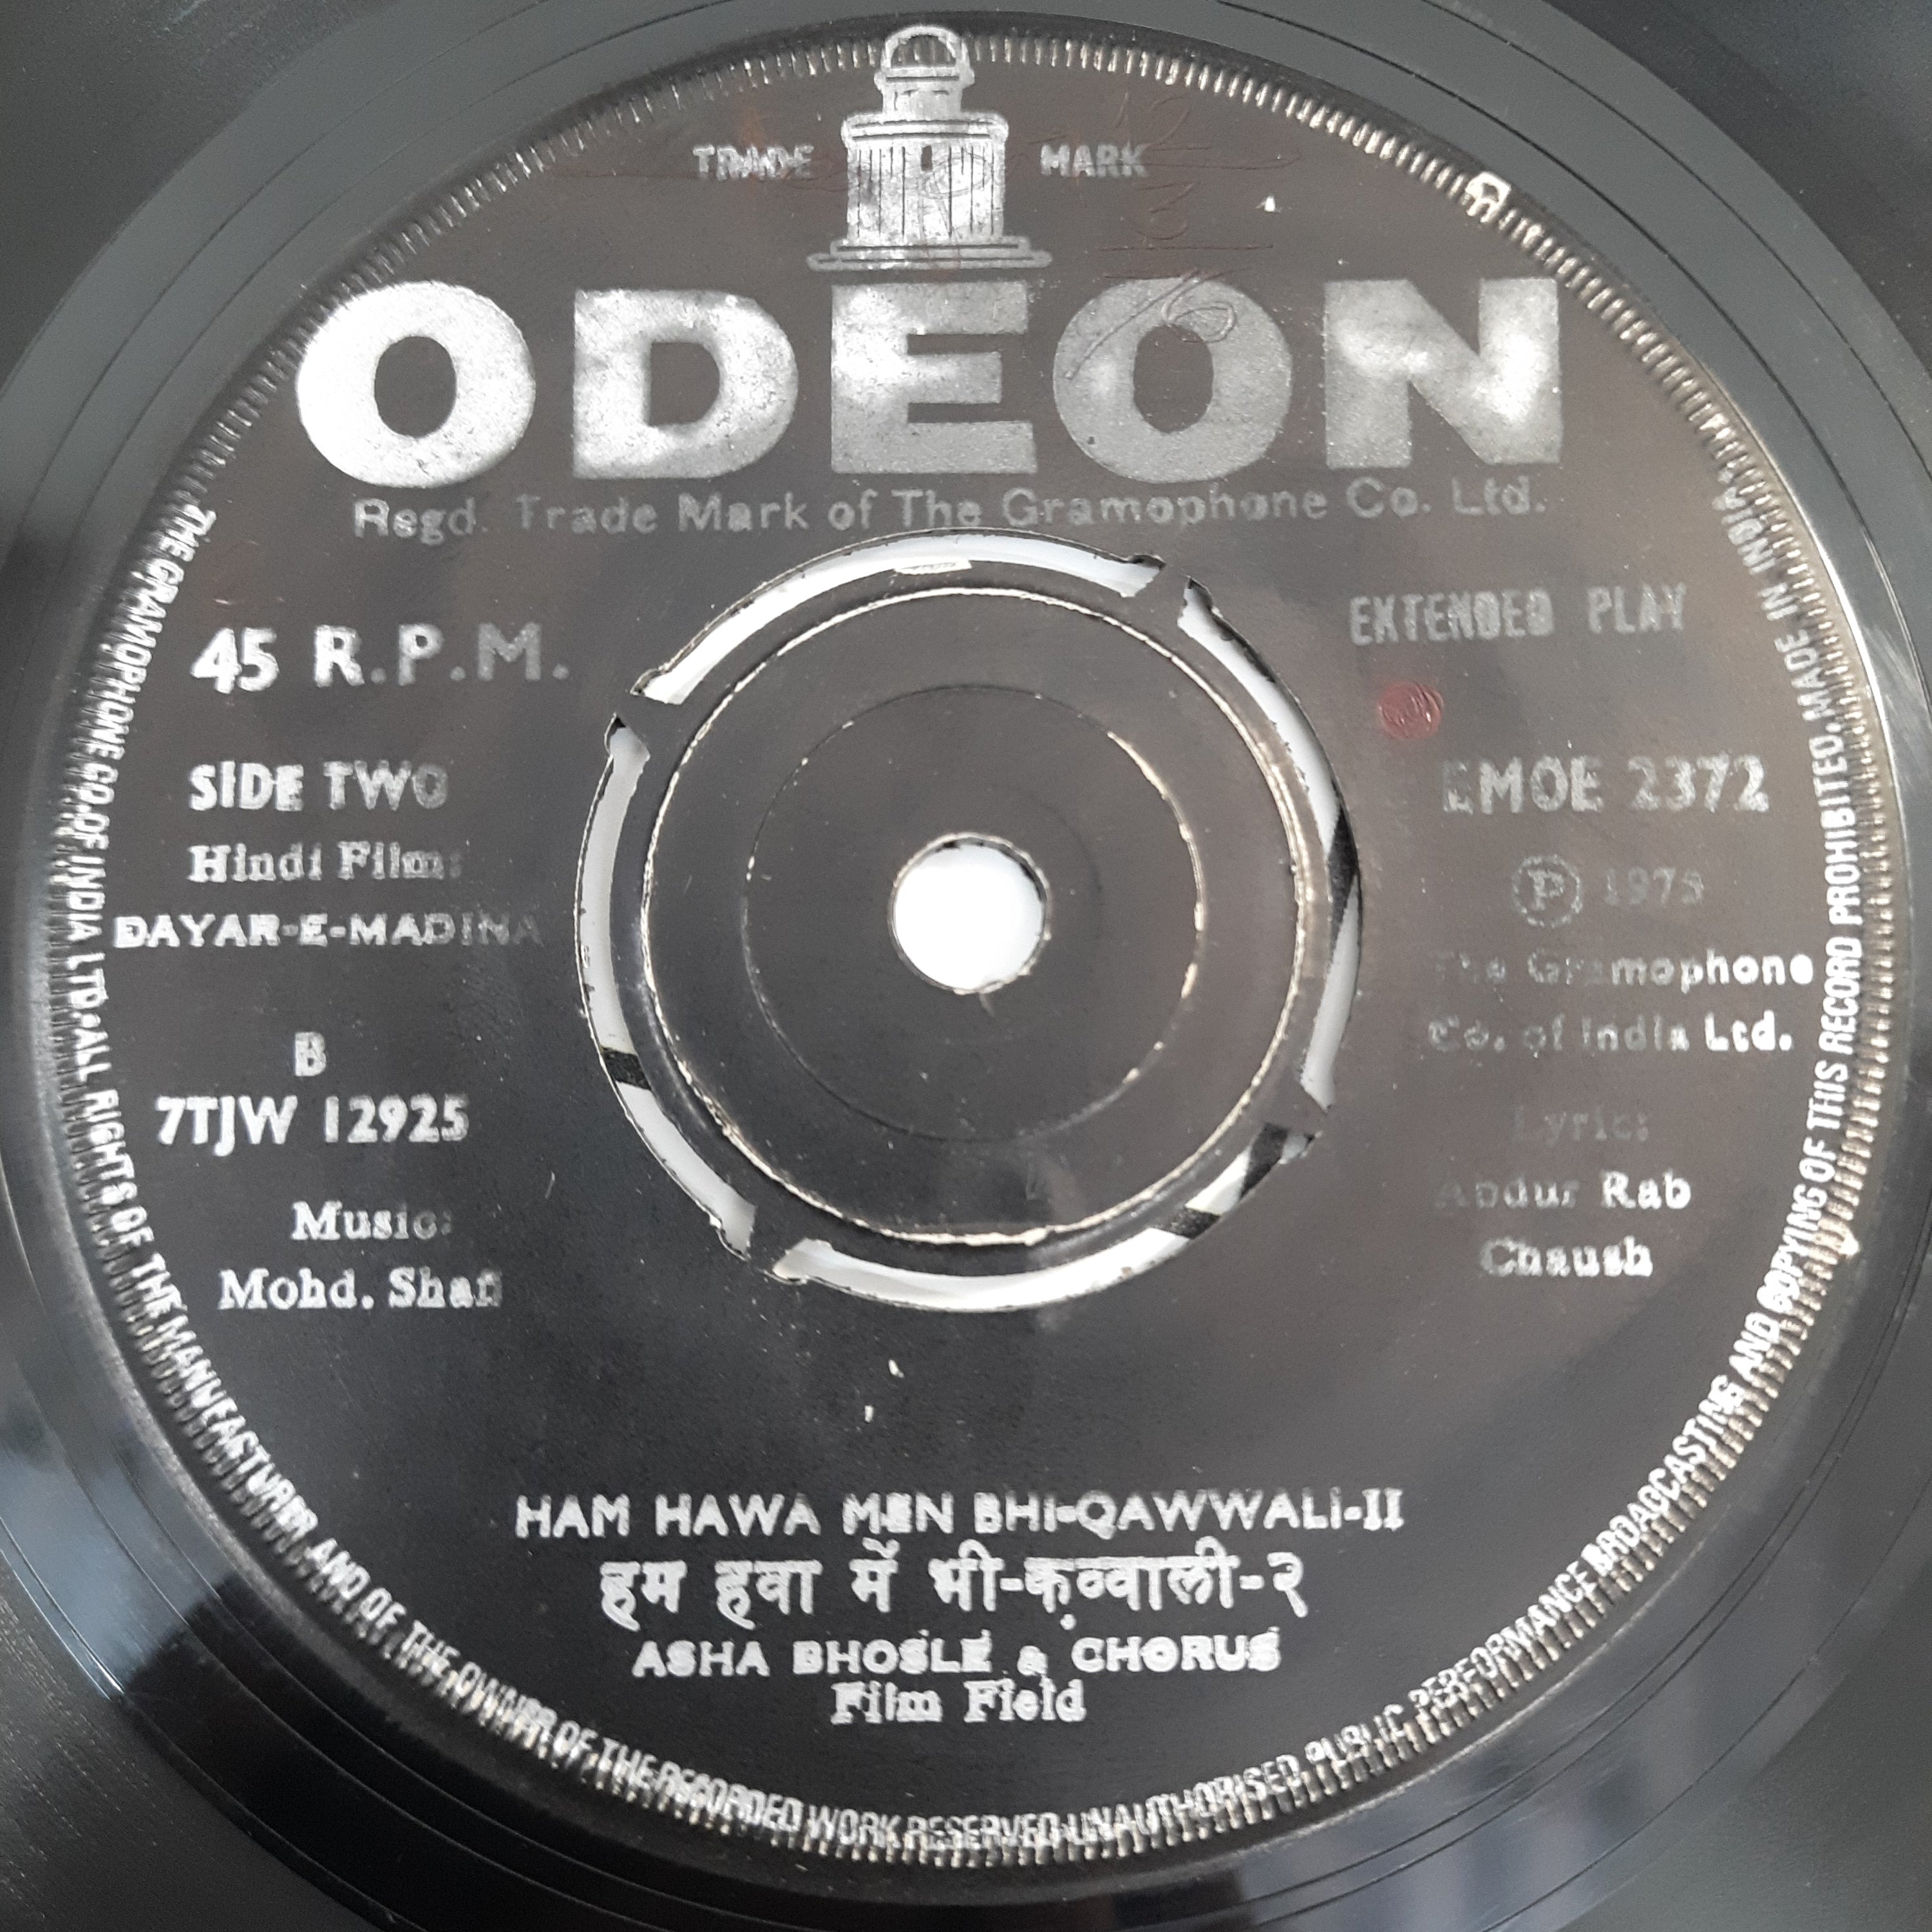 TRADE MARK
ODEON
Regd. Trade Mark of The Gramophone Co. Ltd.
45 R.P.M.
EXTENDED PLAY
SIDE TWO
Hindi Film:
DAYAR-E-MADINA
EMOE 2372
Ⓟ 1975
The Gramophone
Co. of India Ltd.
B
7TJW 12925
Music:
Mohd. Shafi
Lyric:
Abdur Rab
Chaush
HAM HAWA MEN BHI-QAWWALI-II
हम हवा में भी-क़व्वाली-२
ASHA BHOSLE & CHORUS
Film Field
THE GRAMOPHONE CO. OF INDIA LTD. ALL RIGHTS OF THE MANUFACTURER AND OF THE OWNER OF THE RECORDED WORK RESERVED. UNAUTHORISED PUBLIC PERFORMANCE BROADCASTING AND COPYING OF THIS RECORD PROHIBITED. MADE IN INDIA